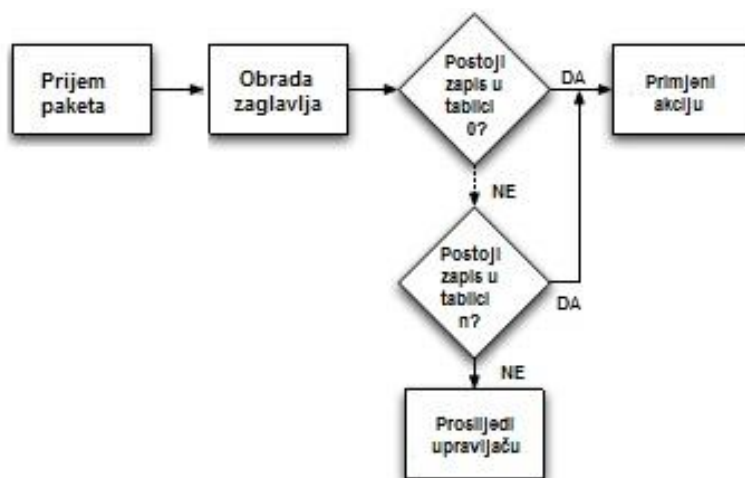 Prijem
paketa
Obrada
zaglavlja
Postoji
zapis u
tablici
0?
DA
Primjeni
akciju
NE
Postoji
zapis u
tablici
n?
DA
NE
Proslijedi
upravljaču